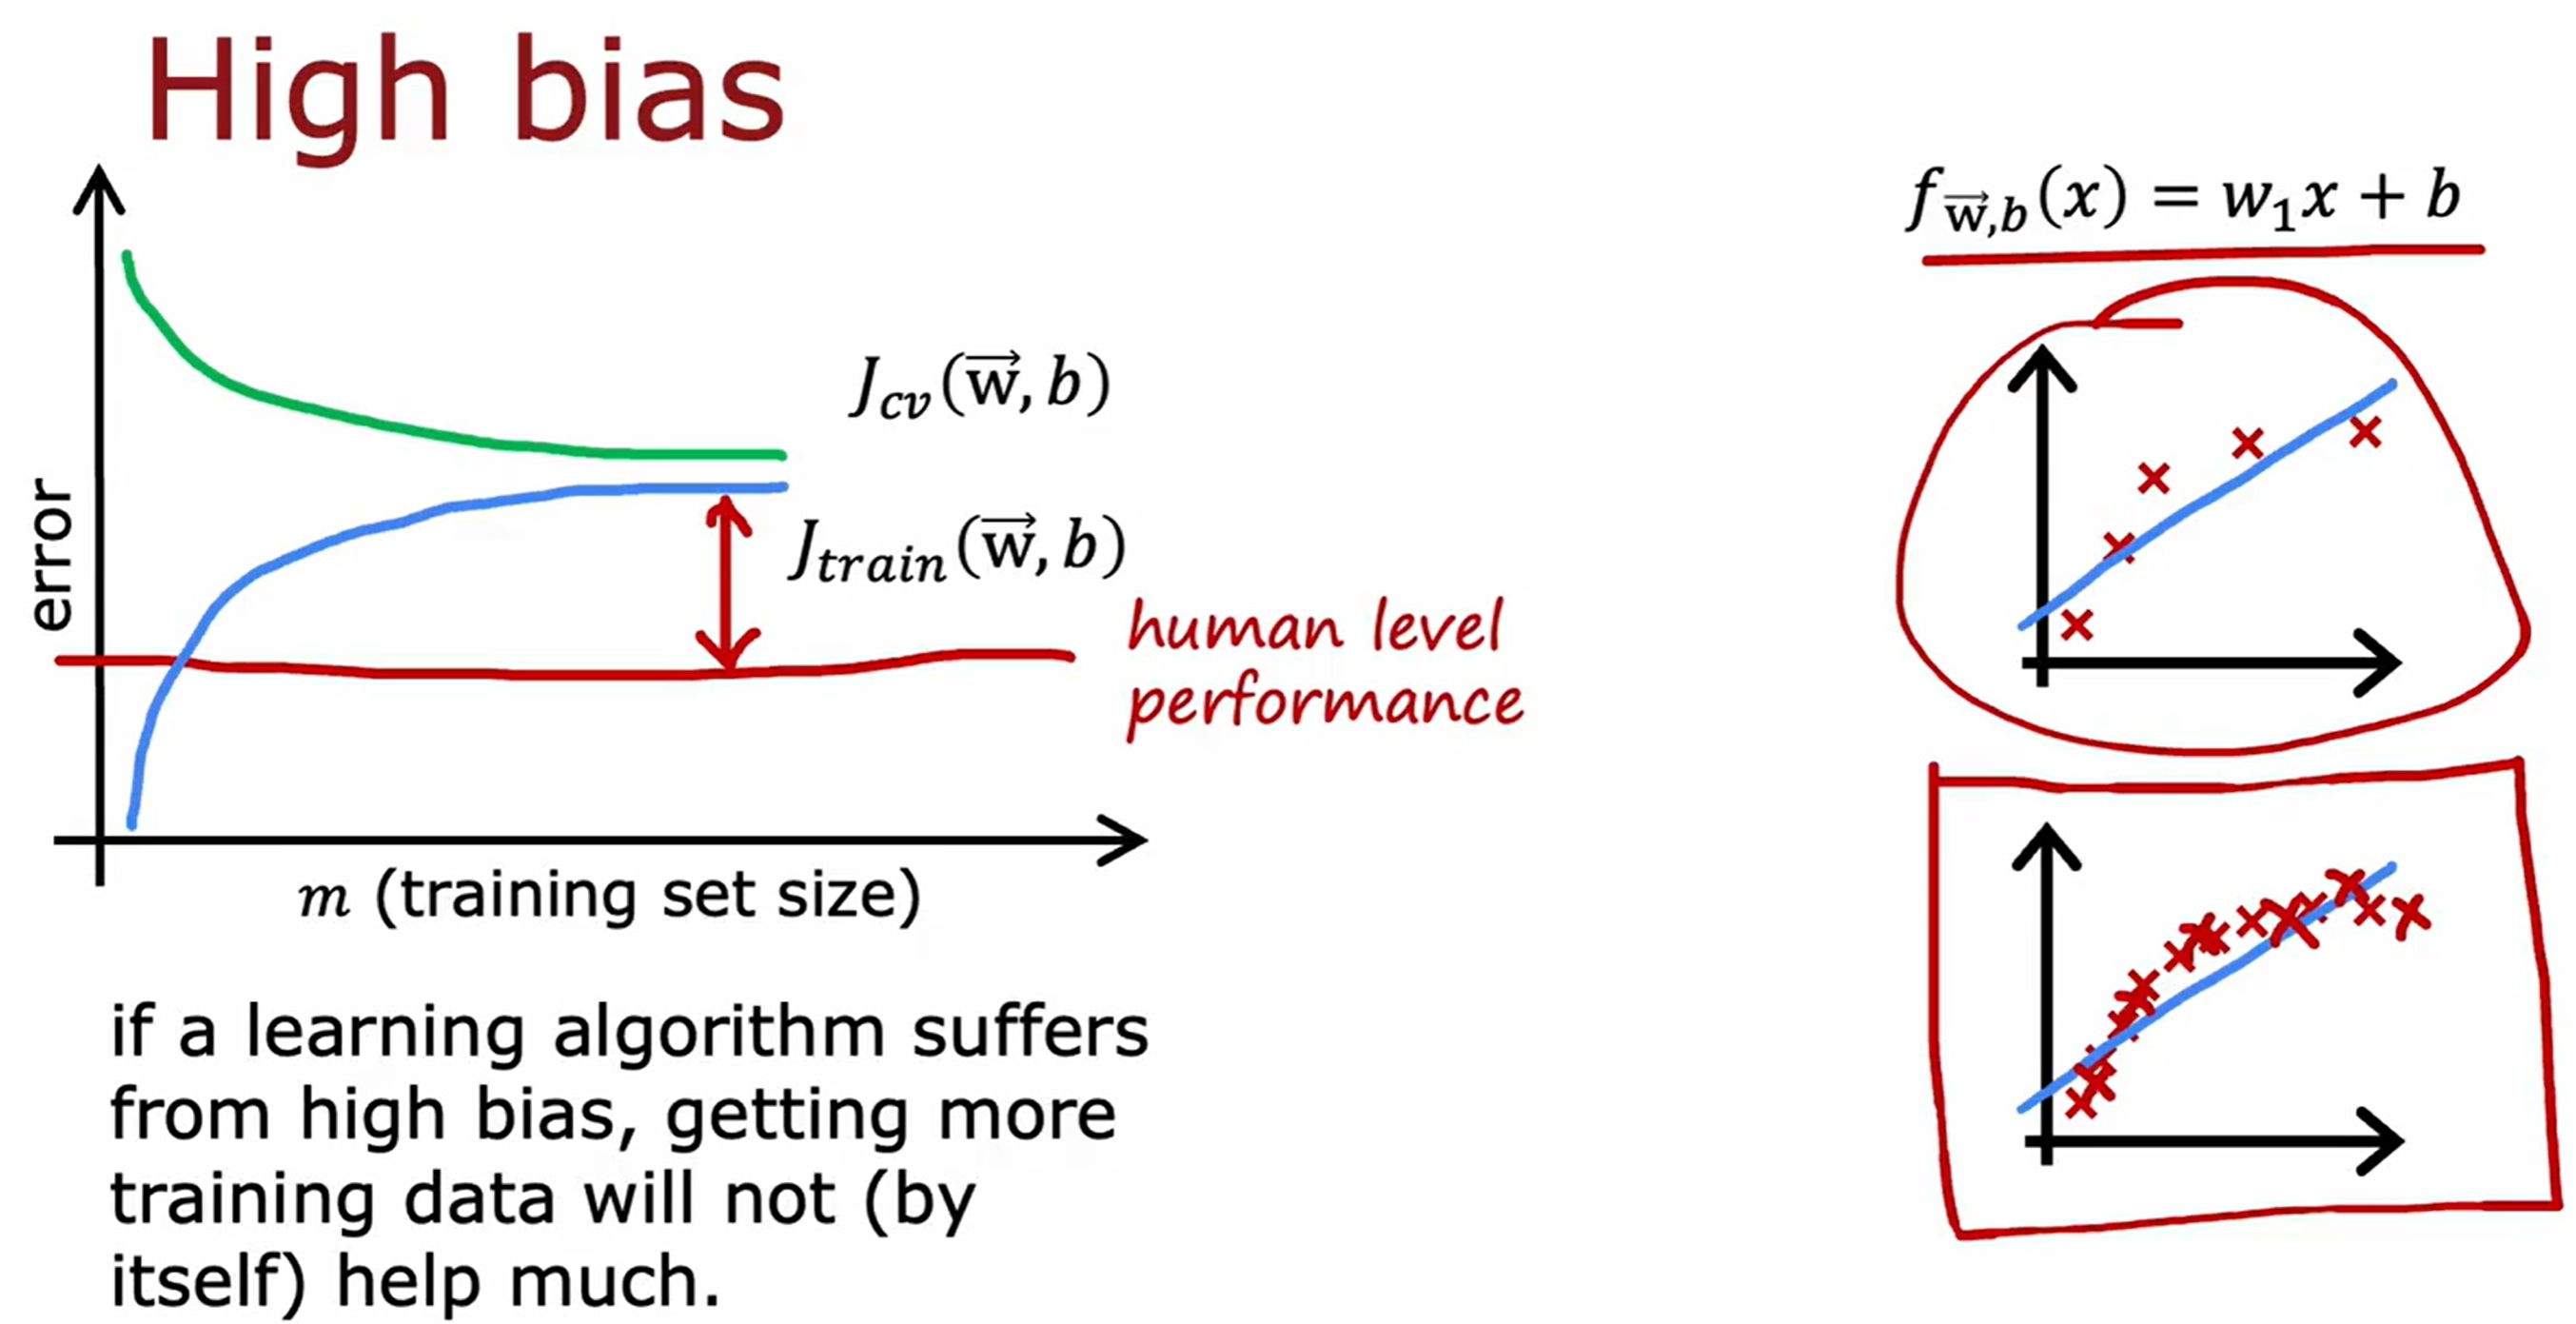 High bias
f_{\vec{w},b}(x) = w_1x + b
J_{cv}(\vec{w}, b)
J_{train}(\vec{w}, b)
human level
performance
error
m (training set size)
if a learning algorithm suffers
from high bias, getting more
training data will not (by
itself) help much.